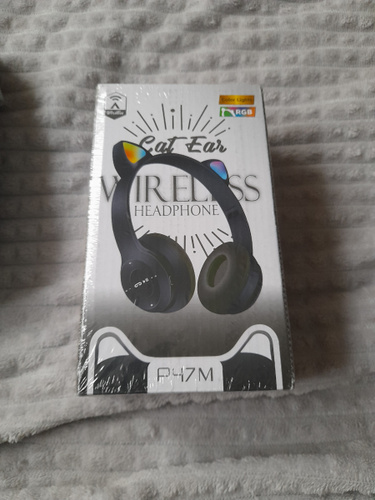 RGB
Cat Ear
WIRELESS
HEADPHONE
P47M